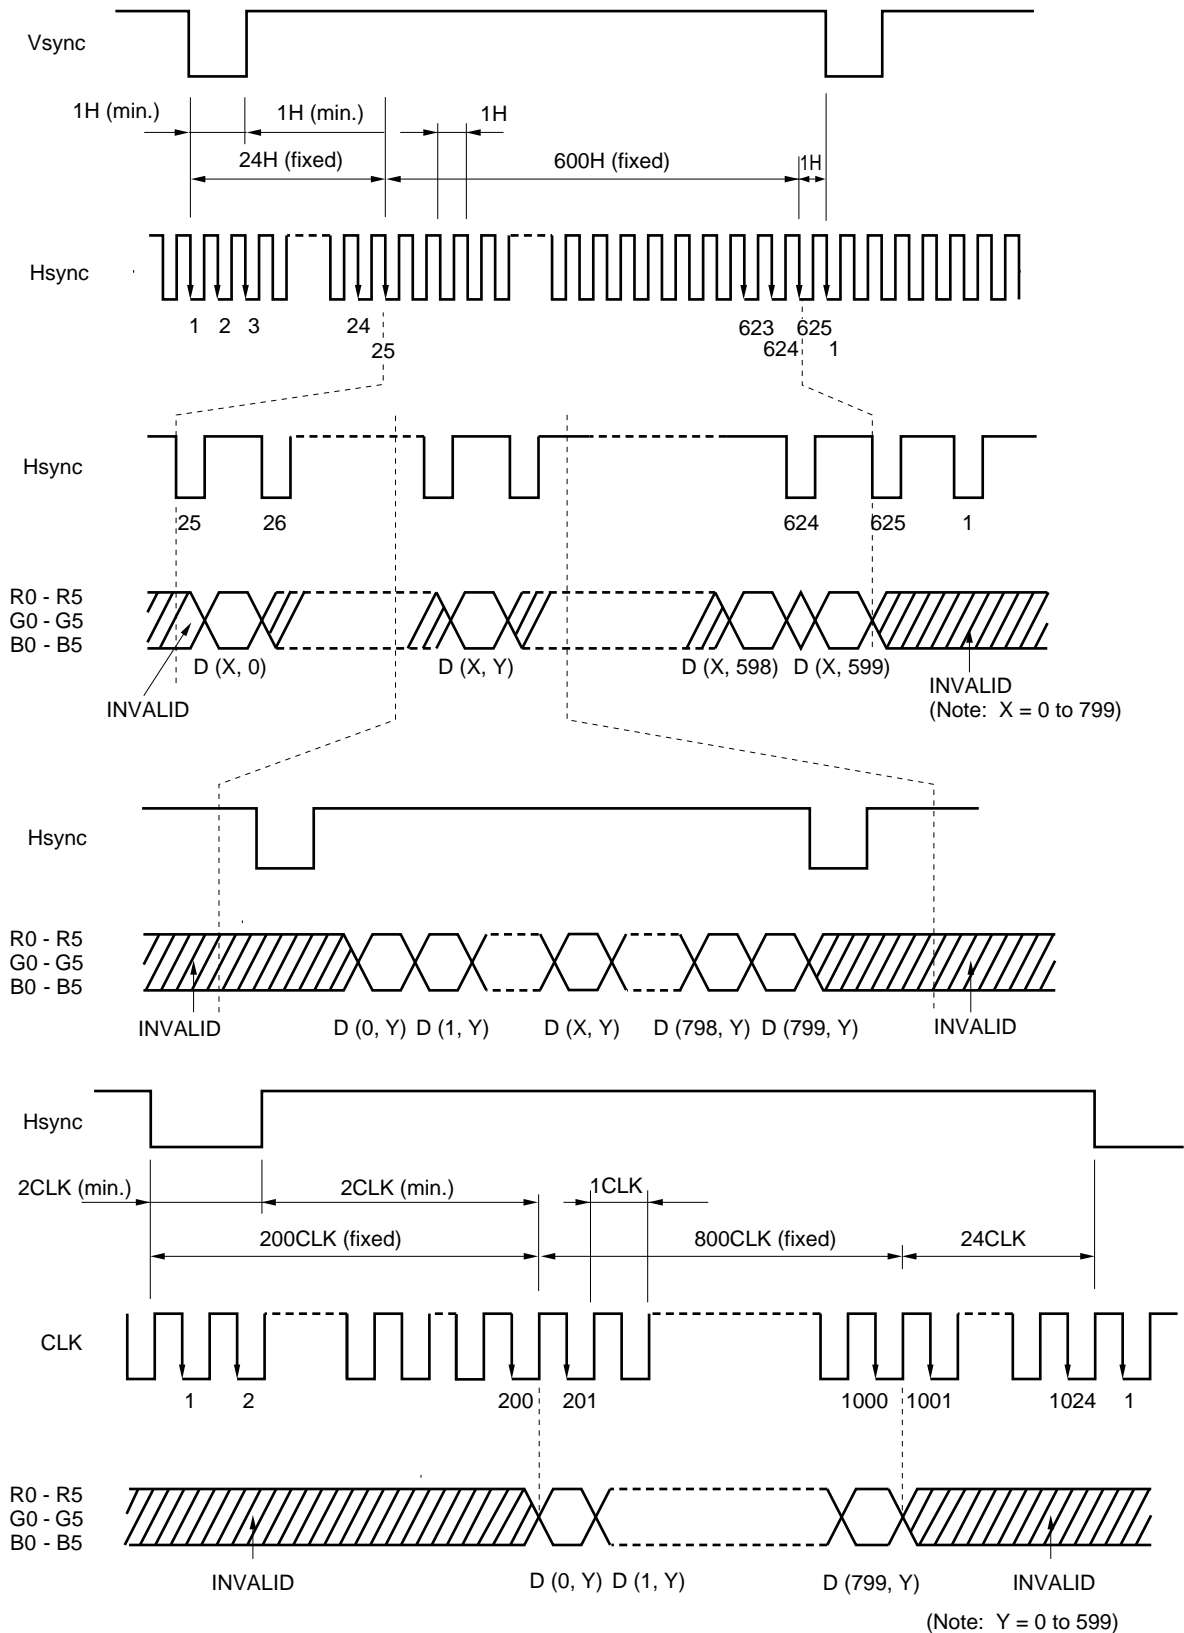 Vsync
1H (min.) 1H (min.) 1H
24H (fixed) 600H (fixed) 1H
Hsync
1 2 3 24 623 625
25 624 1
Hsync
25 26 624 625 1
R0 - R5
G0 - G5
B0 - B5
D (X, 0) D (X, Y) D (X, 598) D (X, 599)
INVALID INVALID
(Note: X = 0 to 799)
Hsync
R0 - R5
G0 - G5
B0 - B5
INVALID D (0, Y) D (1, Y) D (X, Y) D (798, Y) D (799, Y) INVALID
Hsync
2CLK (min.) 2CLK (min.) 1CLK
200CLK (fixed) 800CLK (fixed) 24CLK
CLK
1 2 200 201 1000 1001 1024 1
R0 - R5
G0 - G5
B0 - B5
INVALID D (0, Y) D (1, Y) D (799, Y) INVALID
(Note: Y = 0 to 599)